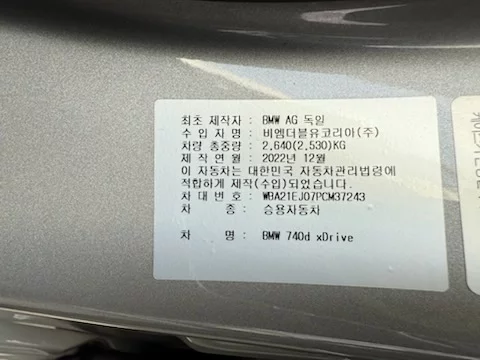 최초 제작자 : BMW AG 독일
수 입 자 명 : 비엠더블유코리아(주)
차량 총중량 : 2,640(2,530)KG
제 작 연 월 : 2022년 12월
이 자동차는 대한민국 자동차관리법령에
적합하게 제작(수입)되었습니다.
차 대 번 호 : WBA21EJ07PCM37243
차 종 : 승용자동차
차 명 : BMW 740d xDrive